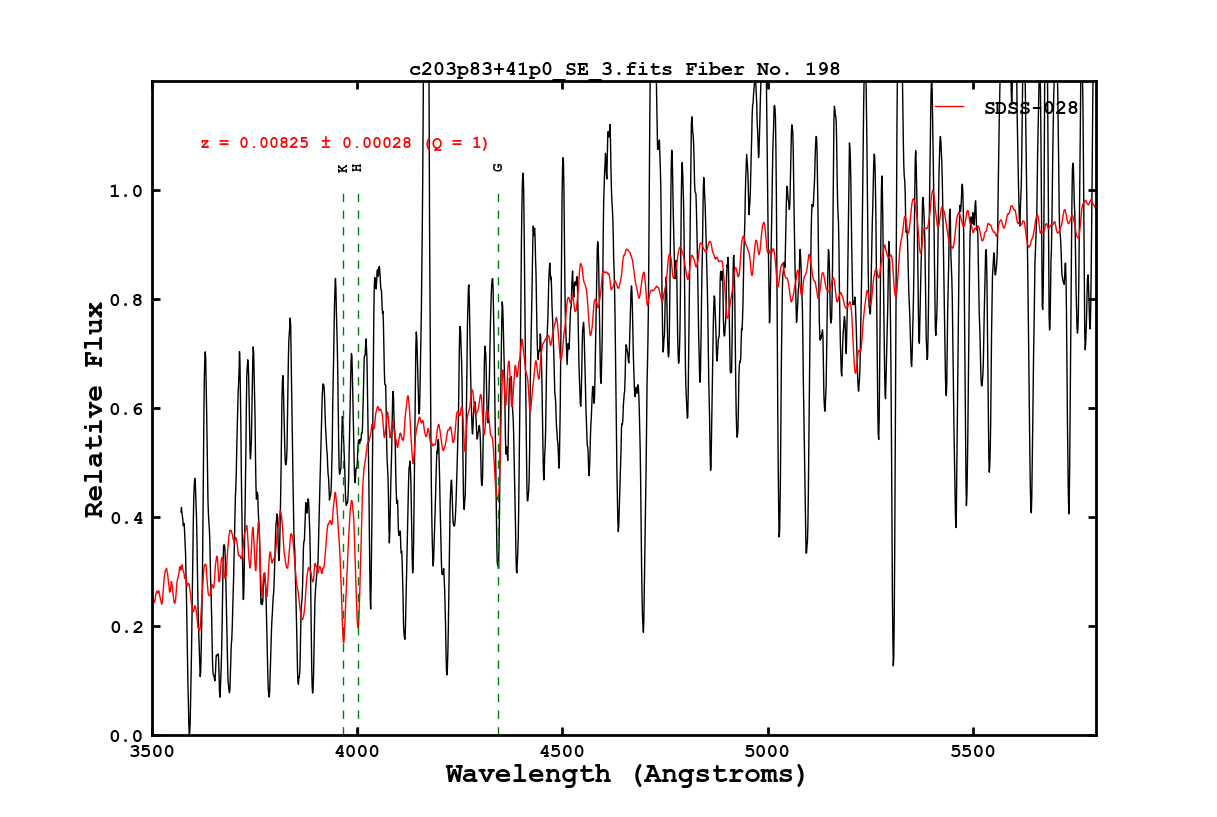 c203p83+41p0_SE_3.fits Fiber No. 198
SDSS-028
z = 0.00825 ± 0.00028 (Q = 1)
K H G
1.0
0.8
0.6
0.4
0.2
0.0
Relative Flux
3500 4000 4500 5000 5500
Wavelength (Angstroms)